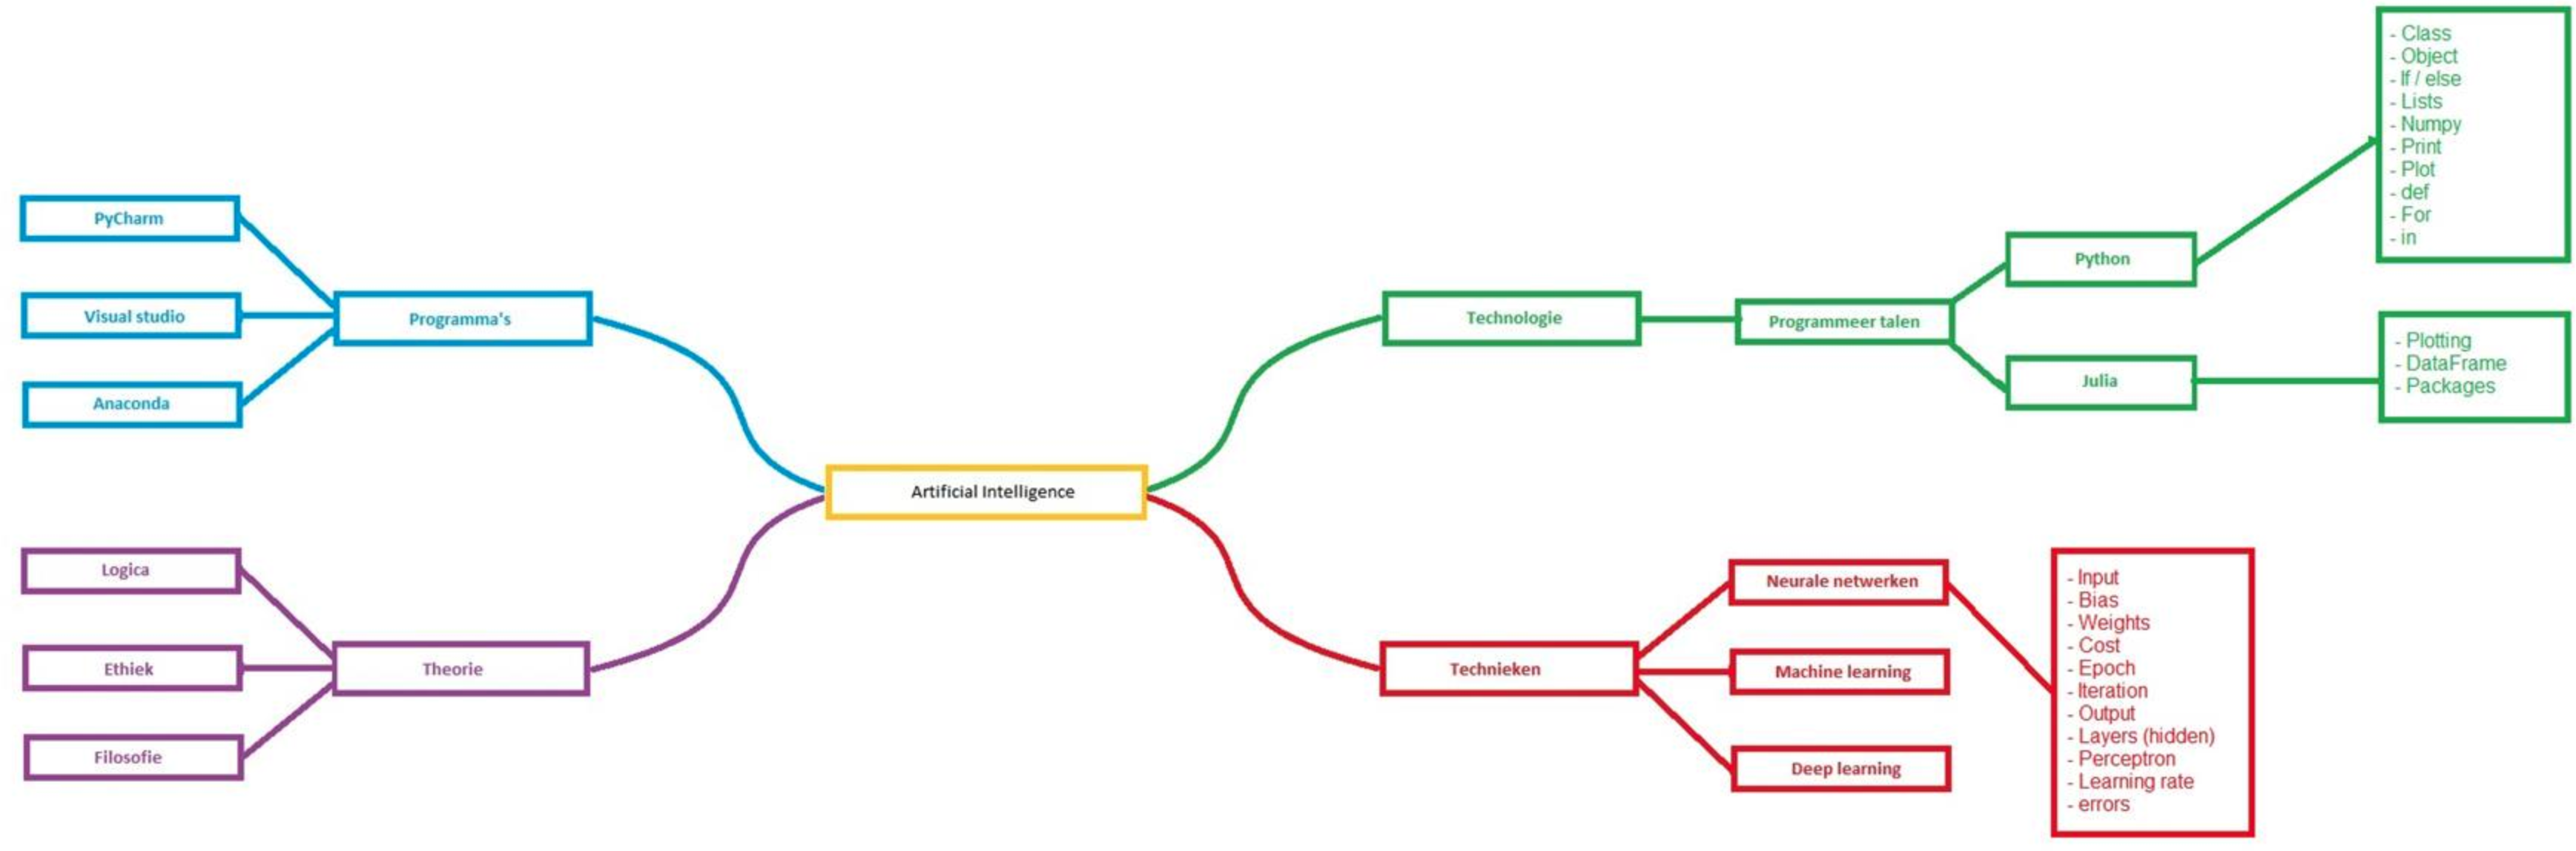 PyCharm
Visual studio
Anaconda
Programma's
Logica
Ethiek
Filosofie
Theorie
Artificial Intelligence
Technologie
Programmeer talen
Python
- Class
- Object
- If / else
- Lists
- Numpy
- Print
- Plot
- def
- For
- in
Julia
- Plotting
- DataFrame
- Packages
Technieken
Neurale netwerken
- Input
- Bias
- Weights
- Cost
- Epoch
- Iteration
- Output
- Layers (hidden)
- Perceptron
- Learning rate
- errors
Machine learning
Deep learning